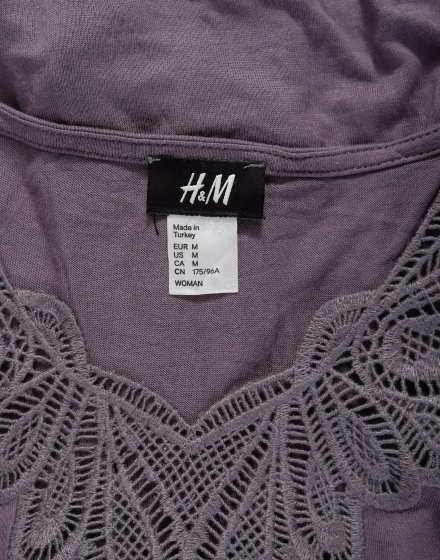 H&M
Made in
Turkey
EUR M
US M
CA M
CN 175/96A
WOMAN